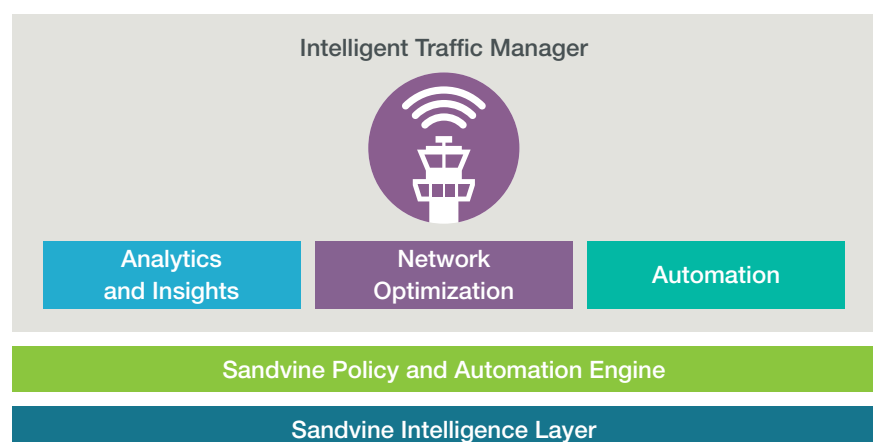 Intelligent Traffic Manager
Analytics
and Insights
Network
Optimization
Automation
Sandvine Policy and Automation Engine
Sandvine Intelligence Layer